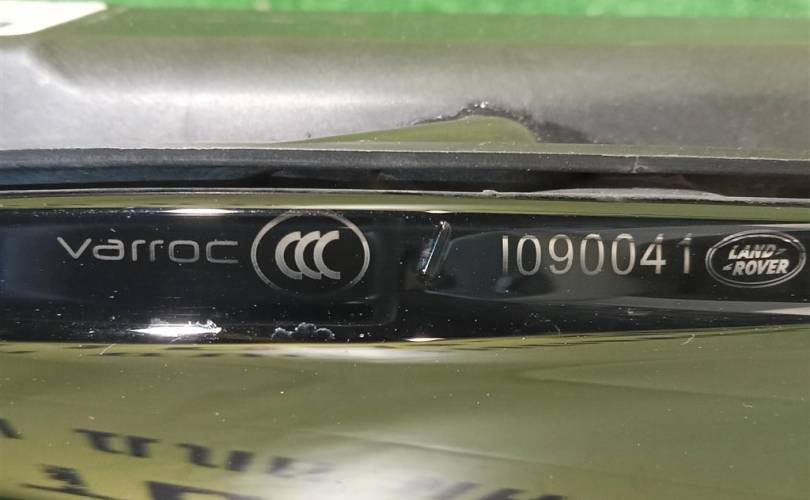 varroc CCC 1090041 LAND ROVER